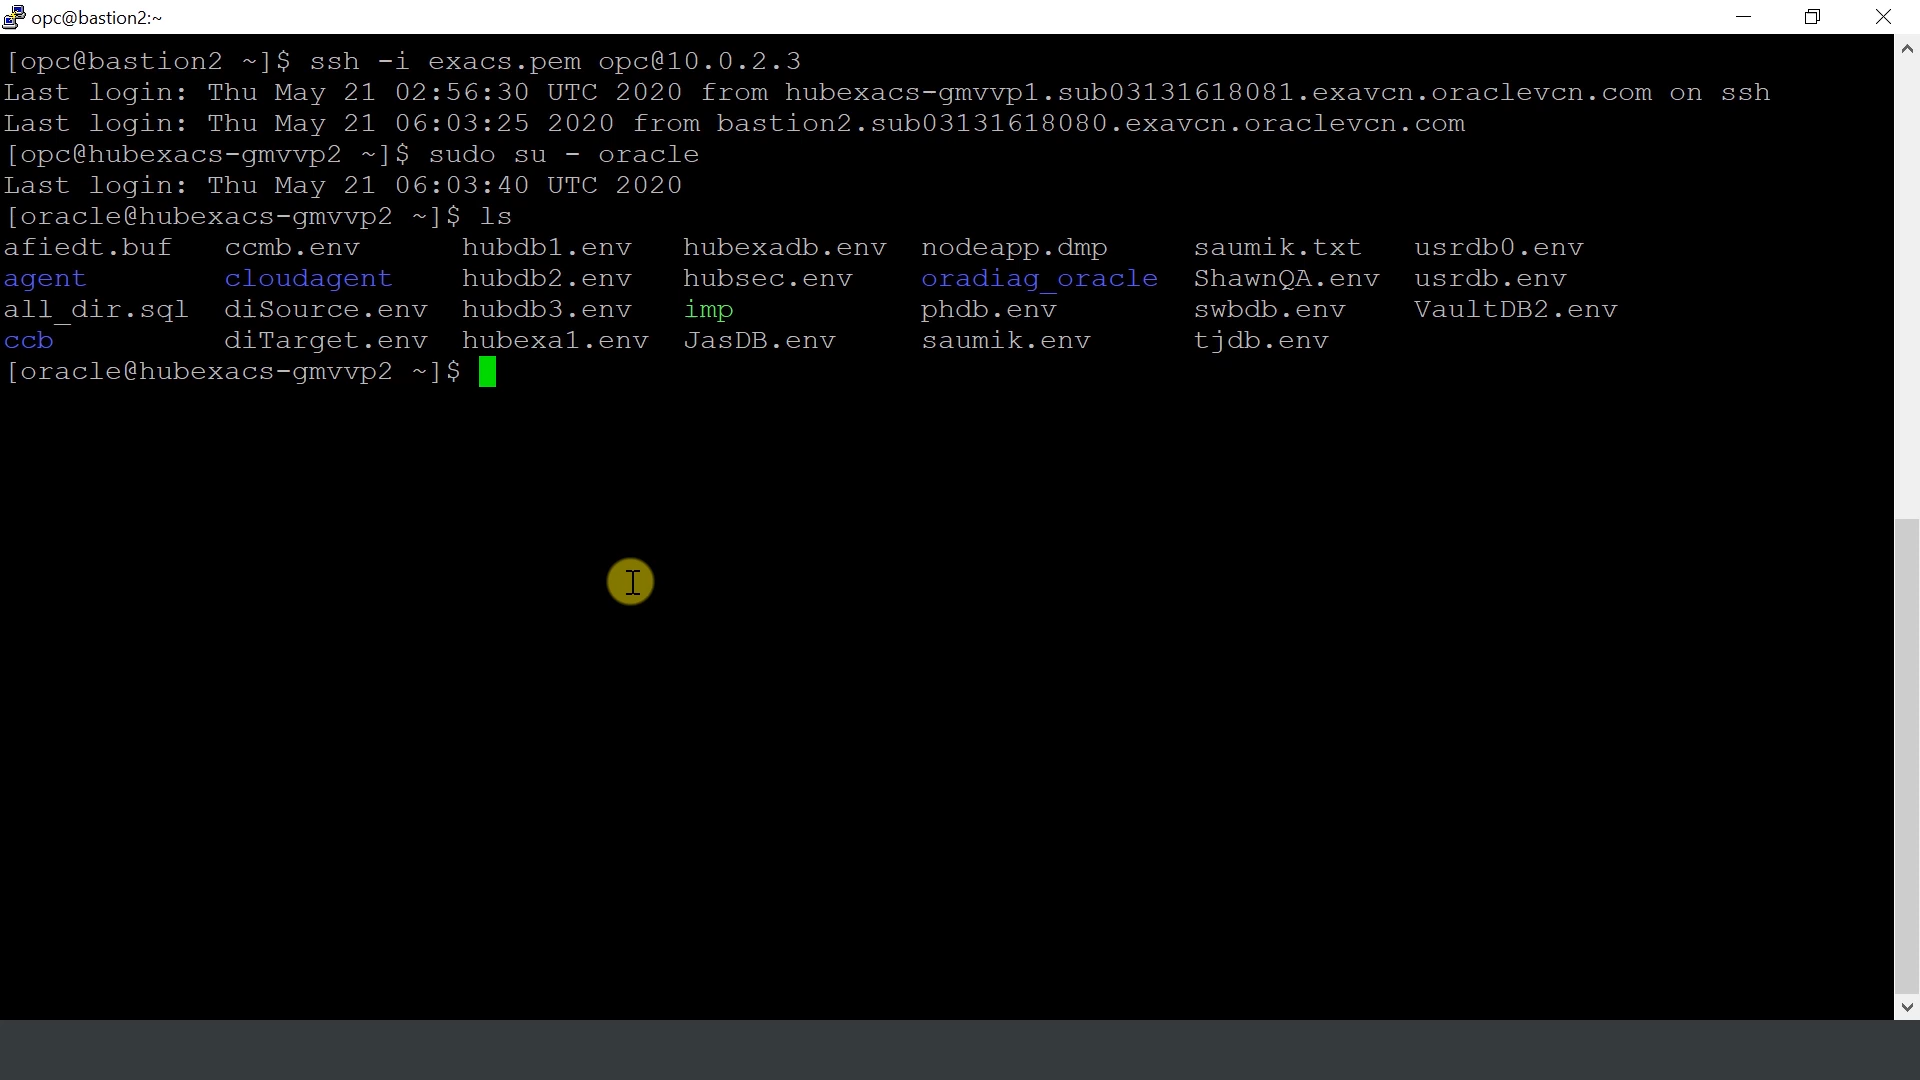 opc@bastion2:~
[opc@bastion2 ~]$ ssh -i exacs.pem opc@10.0.2.3
Last login: Thu May 21 02:56:30 UTC 2020 from hubexacs-gmvvp1.sub03131618081.exavcn.oraclevcn.com on ssh
Last login: Thu May 21 06:03:25 2020 from bastion2.sub03131618080.exavcn.oraclevcn.com
[opc@hubexacs-gmvvp2 ~]$ sudo su - oracle
Last login: Thu May 21 06:03:40 UTC 2020
[oracle@hubexacs-gmvvp2 ~]$ ls
afiedt.buf ccmb.env hubdb1.env hubexadb.env nodeapp.dmp saumik.txt usrdb0.env
agent cloudagent hubdb2.env hubsec.env oradiag_oracle ShawnQA.env usrdb.env
all_dir.sql diSource.env hubdb3.env imp phdb.env swbdb.env VaultDB2.env
ccb diTarget.env hubexa1.env JasDB.env saumik.env tjdb.env
[oracle@hubexacs-gmvvp2 ~]$